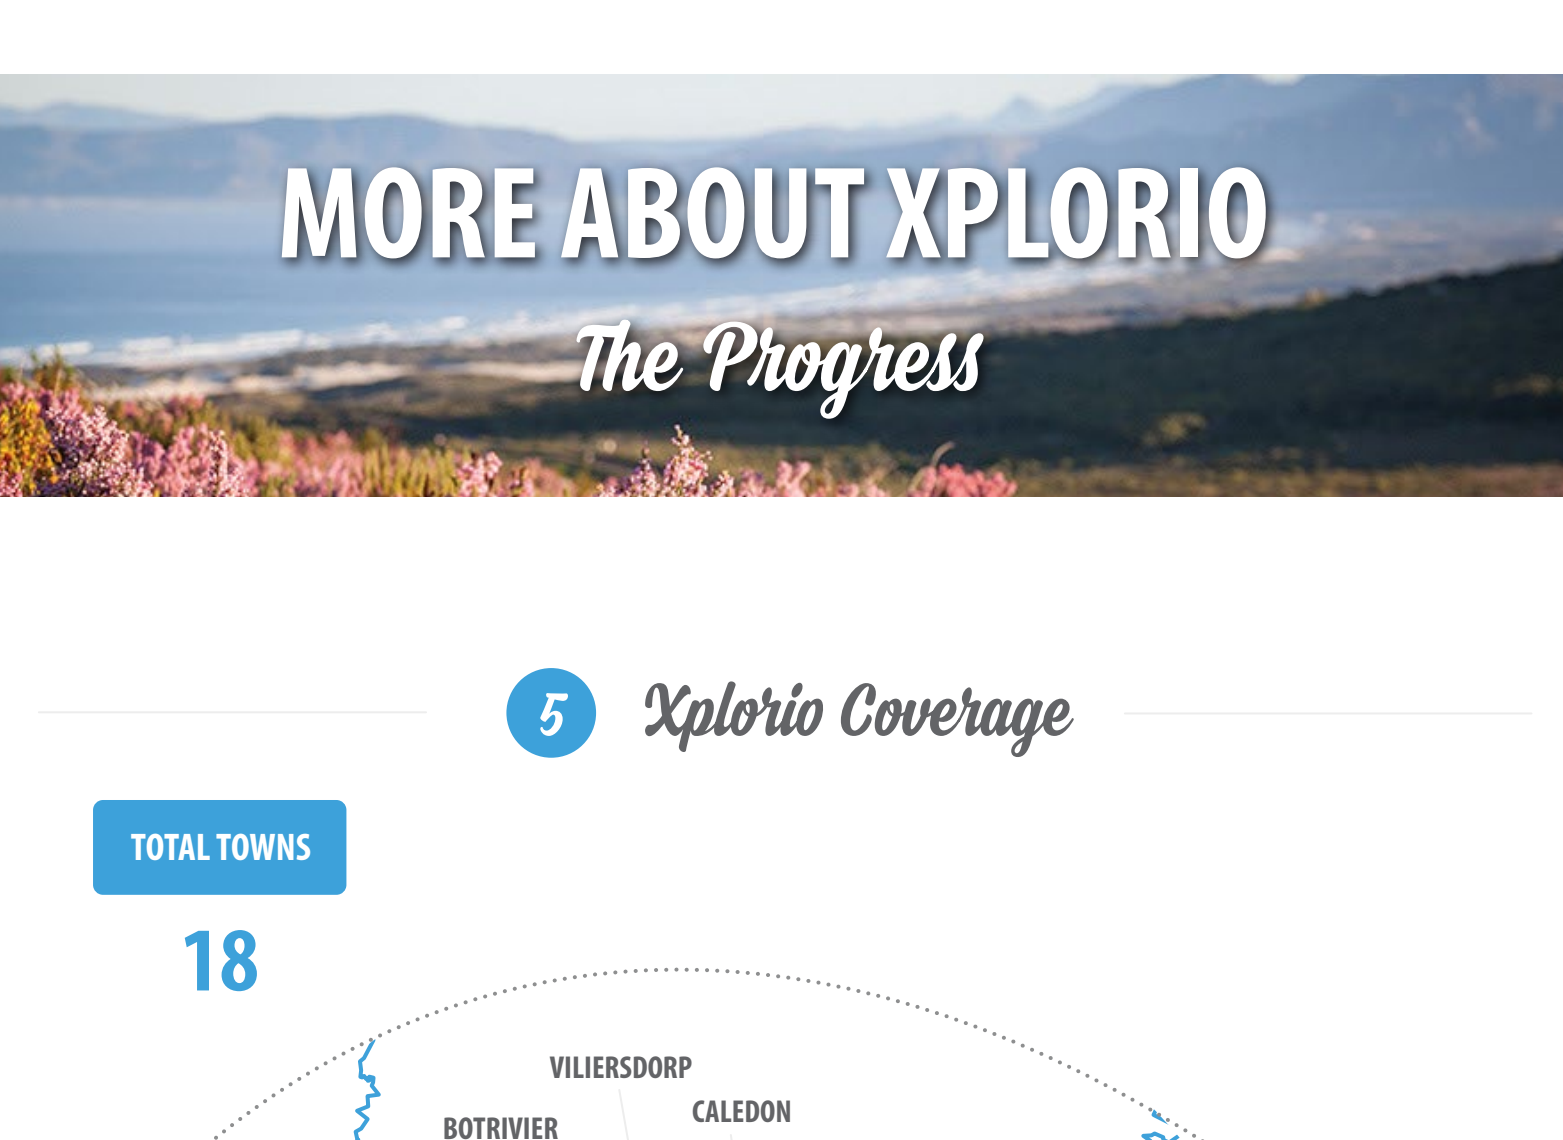 MORE ABOUT XPLORIO
The Progress
5 Xplorio Coverage
TOTAL TOWNS
18
VILIERSDORP
CALEDON
BOTRIVIER